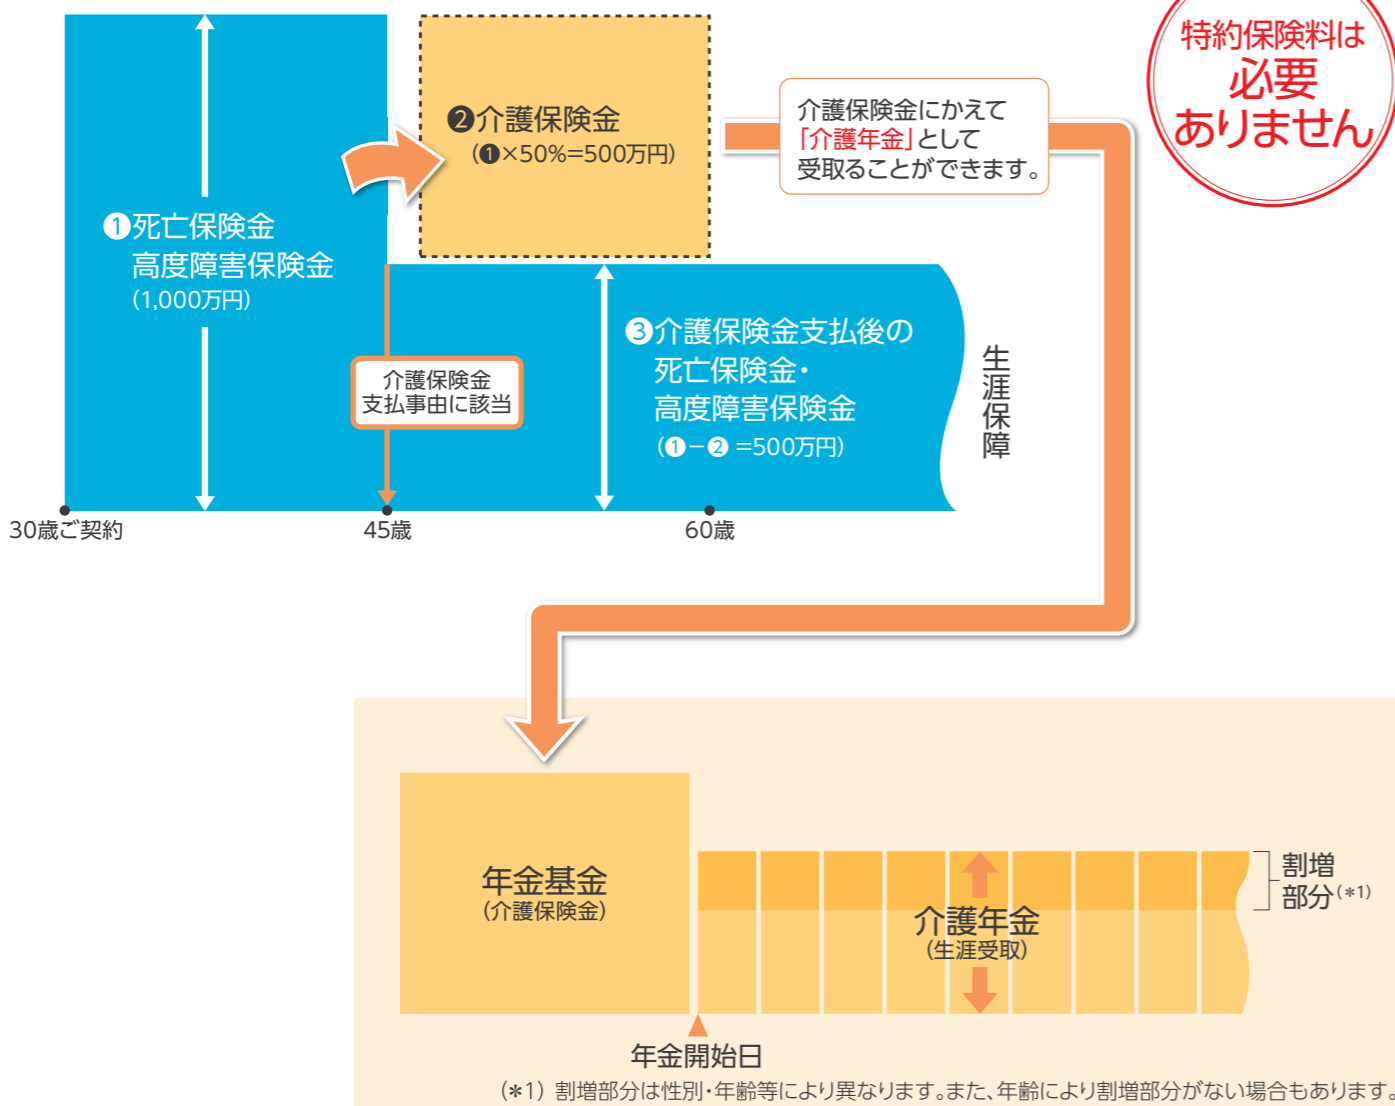 特約保険料は
必要
ありません
❷介護保険金
(❶×50%=500万円)
介護保険金にかえて
「介護年金」として
受取ることができます。
❶死亡保険金
高度障害保険金
(1,000万円)
介護保険金
支払事由に該当
❸介護保険金支払後の
死亡保険金・
高度障害保険金
(❶−❷=500万円)
生涯保障
30歳ご契約
45歳
60歳
年金基金
(介護保険金)
介護年金
(生涯受取)
割増
部分(*1)
年金開始日
(*1) 割増部分は性別・年齢等により異なります。また、年齢により割増部分がない場合もあります。